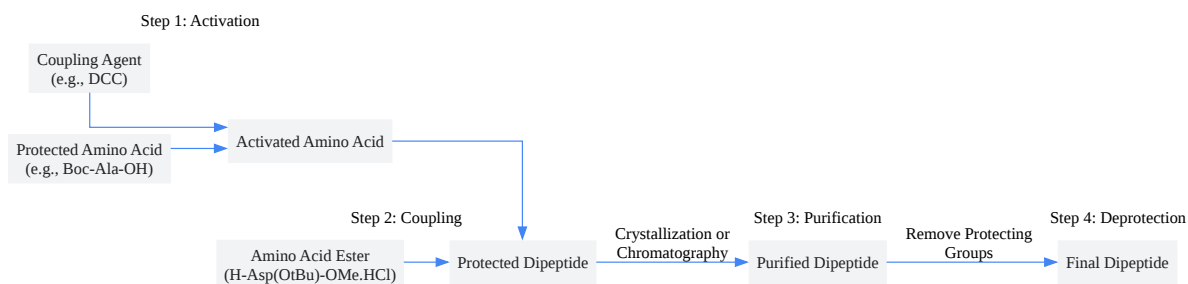 Step 1: Activation
Coupling Agent
(e.g., DCC)
Protected Amino Acid
(e.g., Boc-Ala-OH)
Activated Amino Acid
Step 2: Coupling
Amino Acid Ester
(H-Asp(OtBu)-OMe.HCl)
Protected Dipeptide
Crystallization or
Chromatography
Step 3: Purification
Purified Dipeptide
Remove Protecting
Groups
Step 4: Deprotection
Final Dipeptide